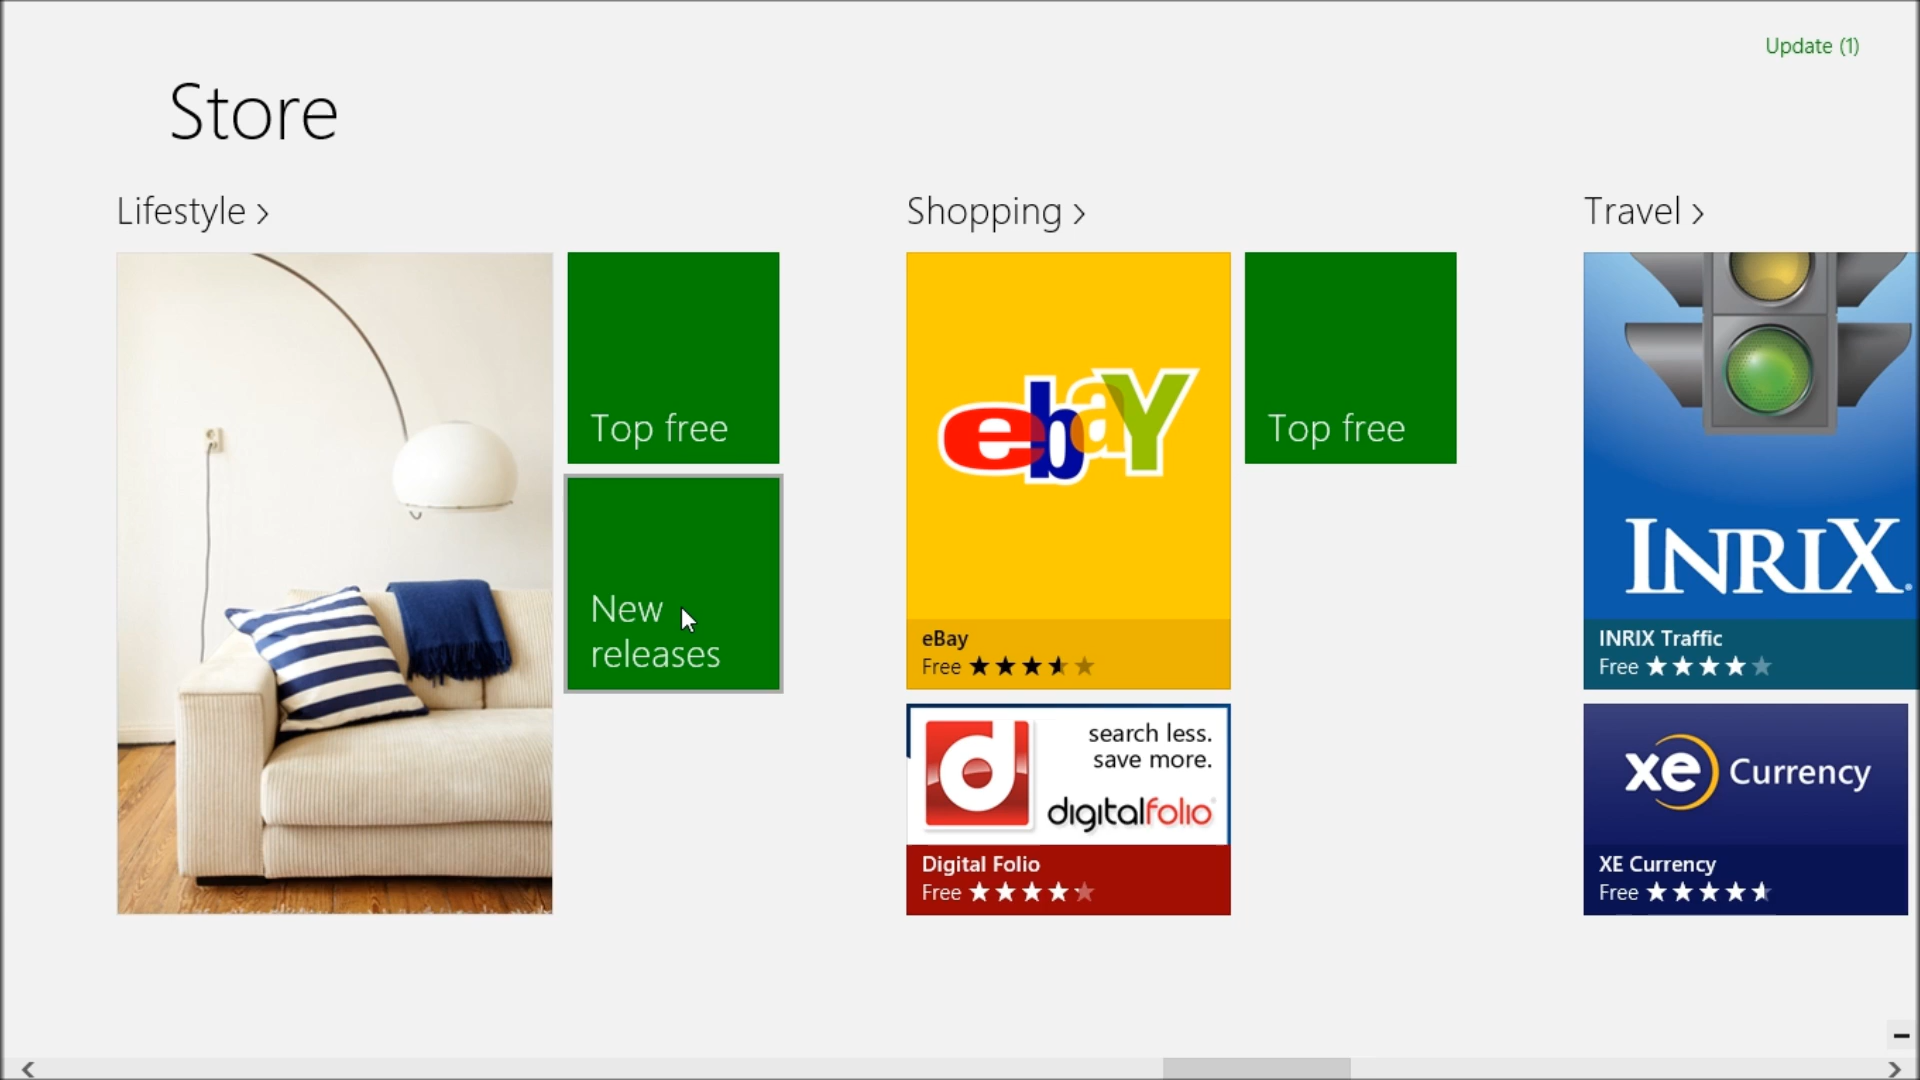 Update (1)
Store
Lifestyle
Shopping
Travel
Top free
New
releases
ebaY
eBay
Free
search less.
save more.
digitalfolio
Digital Folio
Free
Top free
INRIX
INRIX Traffic
Free
xe Currency
XE Currency
Free